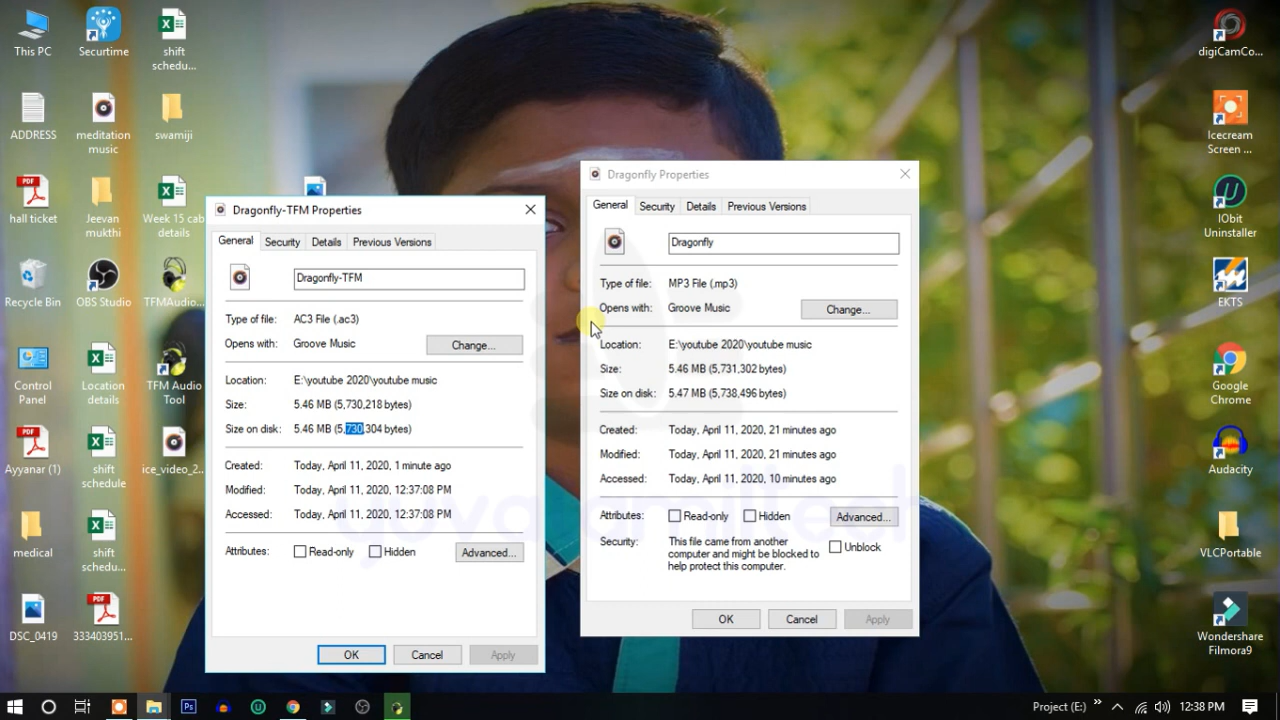 This PC
Securtime
shift
schedu...
digiCamCo...
ADDRESS
meditation
music
swamiji
Icecream
Screen ...
hall ticket
Jeevan
mukthi
Week 15 cab
details
IObit
Uninstaller
Recycle Bin
OBS Studio
TFMAudio...
EKTS
Control
Panel
Location
details
TFM Audio
Tool
Google
Chrome
Ayyanar (1)
shift
schedule
ice_video_2...
Audacity
medical
shift
schedu...
VLCPortable
DSC_0419
333403951...
Wondershare
Filmora9
Dragonfly-TFM Properties
General Security Details Previous Versions
Dragonfly-TFM
Type of file: AC3 File (.ac3)
Opens with: Groove Music Change...
Location: E:\youtube 2020\youtube music
Size: 5.46 MB (5,730,218 bytes)
Size on disk: 5.46 MB (5,730,304 bytes)
Created: Today, April 11, 2020, 1 minute ago
Modified: Today, April 11, 2020, 12:37:08 PM
Accessed: Today, April 11, 2020, 12:37:08 PM
Attributes: Read-only Hidden Advanced...
OK Cancel Apply
Dragonfly Properties
General Security Details Previous Versions
Dragonfly
Type of file: MP3 File (.mp3)
Opens with: Groove Music Change...
Location: E:\youtube 2020\youtube music
Size: 5.46 MB (5,731,302 bytes)
Size on disk: 5.47 MB (5,738,496 bytes)
Created: Today, April 11, 2020, 21 minutes ago
Modified: Today, April 11, 2020, 21 minutes ago
Accessed: Today, April 11, 2020, 10 minutes ago
Attributes: Read-only Hidden Advanced...
Security: This file came from another Unblock
computer and might be blocked to
help protect this computer.
OK Cancel Apply
Project (E:) 12:38 PM